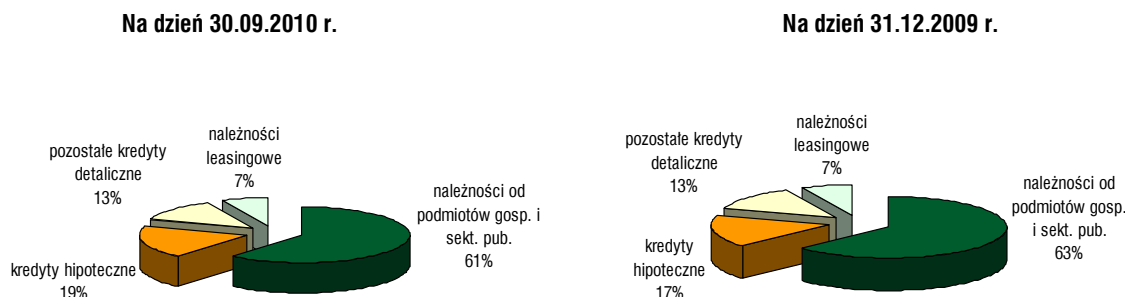 Na dzień 30.09.2010 r.
należności
leasingowe
7%
pozostałe kredyty
detaliczne
13%
należności od
podmiotów gosp. i
sekt. pub.
61%
kredyty hipoteczne
19%
Na dzień 31.12.2009 r.
należności
leasingowe
7%
pozostałe kredyty
detaliczne
13%
należności od
podmiotów gosp.
i sekt. pub.
63%
kredyty
hipoteczne
17%